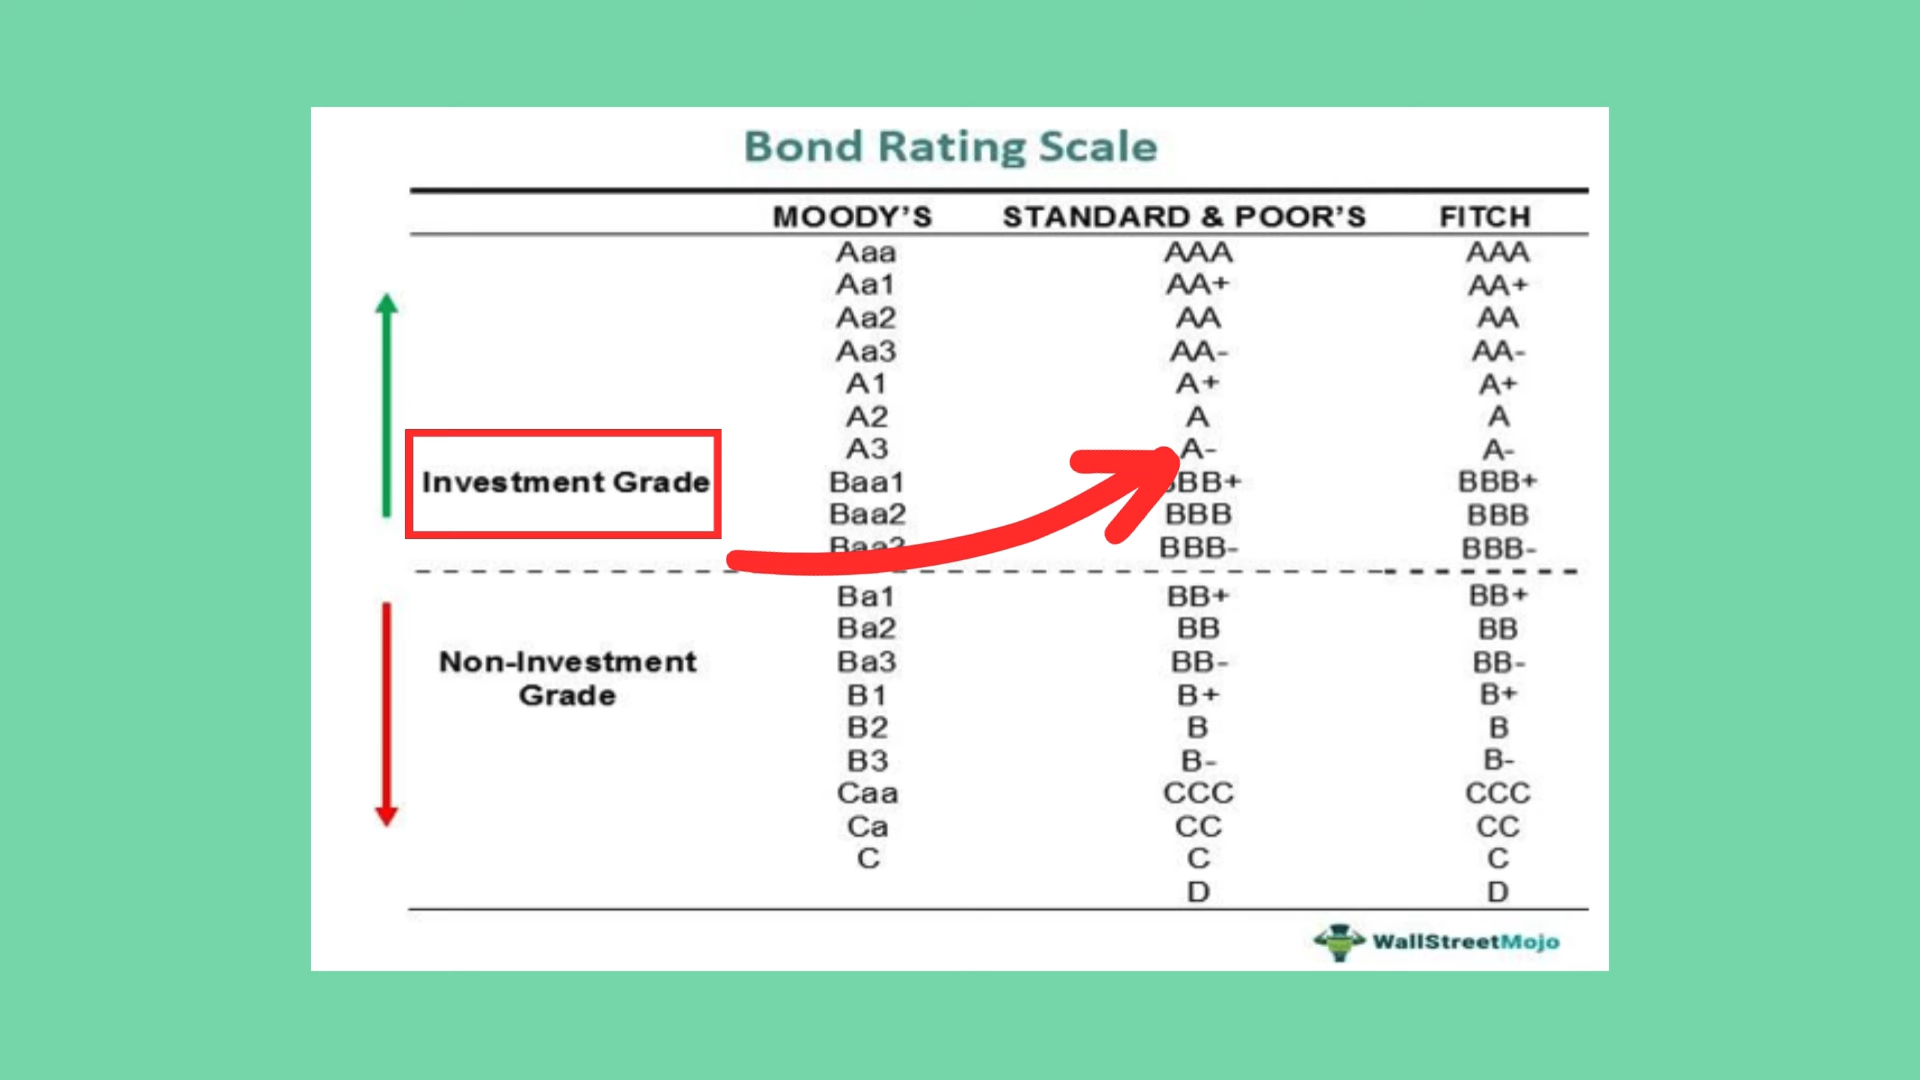 Bond Rating Scale
MOODY'S STANDARD & POOR'S FITCH
Aaa AAA AAA
Aa1 AA+ AA+
Aa2 AA AA
Aa3 AA- AA-
A1 A+ A+
A2 A A
A3 A- A-
Investment Grade Baa1 BBB+ BBB+
Baa2 BBB BBB
BBB- BBB-
Ba1 BB+ BB+
Ba2 BB BB
Non-Investment Ba3 BB- BB-
Grade B1 B+ B+
B2 B B
B3 B- B-
Caa CCC CCC
Ca CC CC
C C C
D D
WallStreetMojo